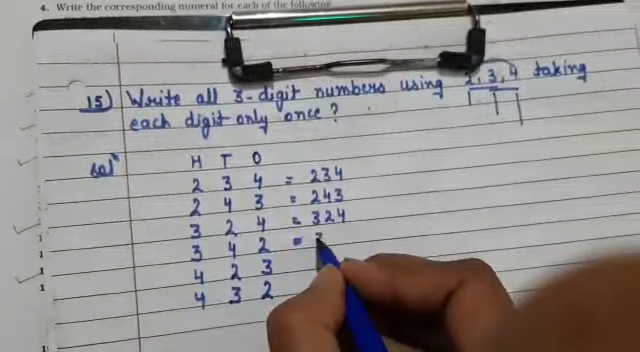 4. Write the corresponding numeral for each of the following
15) Write all 3-digit numbers using 2, 3, 4 taking
each digit only once?
Solⁿ H T O
2 3 4 = 234
2 4 3 = 243
3 2 4 = 324
3 4 2 =
4 2 3
4 3 2